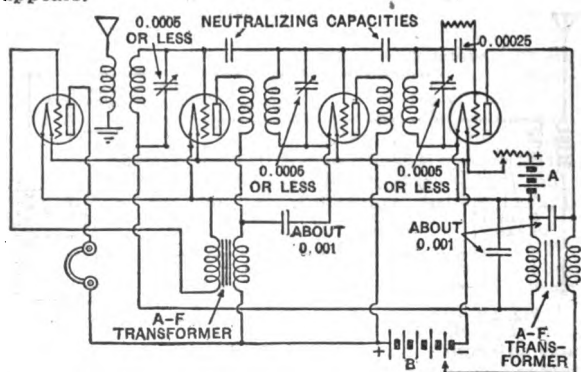 appears.
0.0005
OR LESS
NEUTRALIZING CAPACITIES
0.00025
0.0005
OR LESS
0.0005
OR LESS
+
A
-
ABOUT
0.001
ABOUT
0.001
A-F
TRANSFORMER
+
B
-
A-F.
TRANS-
FORMER